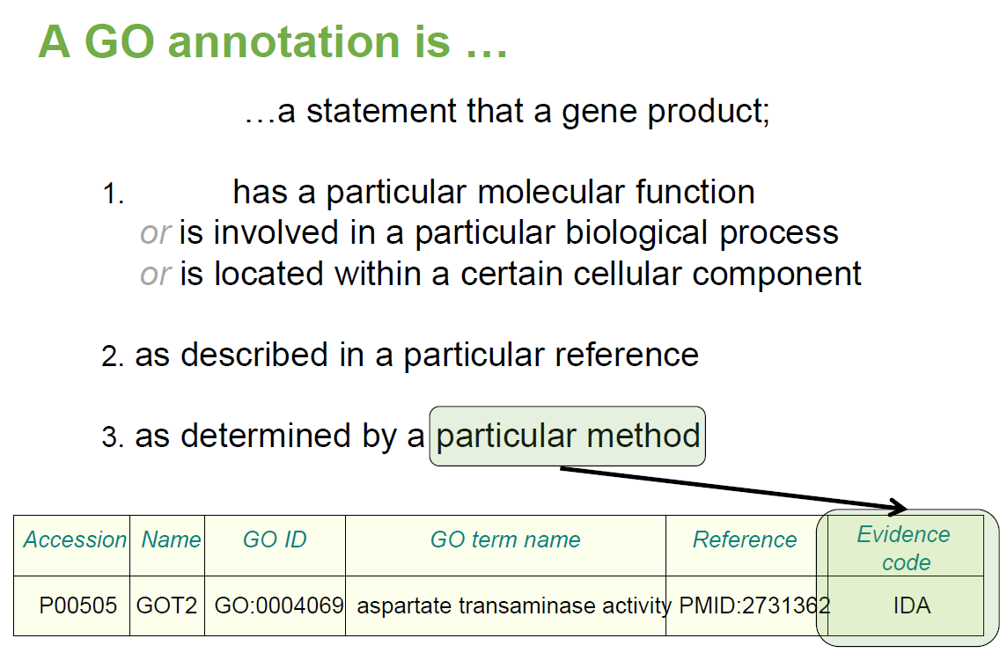 A GO annotation is …
…a statement that a gene product;
1. has a particular molecular function
or is involved in a particular biological process
or is located within a certain cellular component
2. as described in a particular reference
3. as determined by a particular method
Accession Name GO ID GO term name Reference Evidence code
P00505 GOT2 GO:0004069 aspartate transaminase activity PMID:2731362 IDA